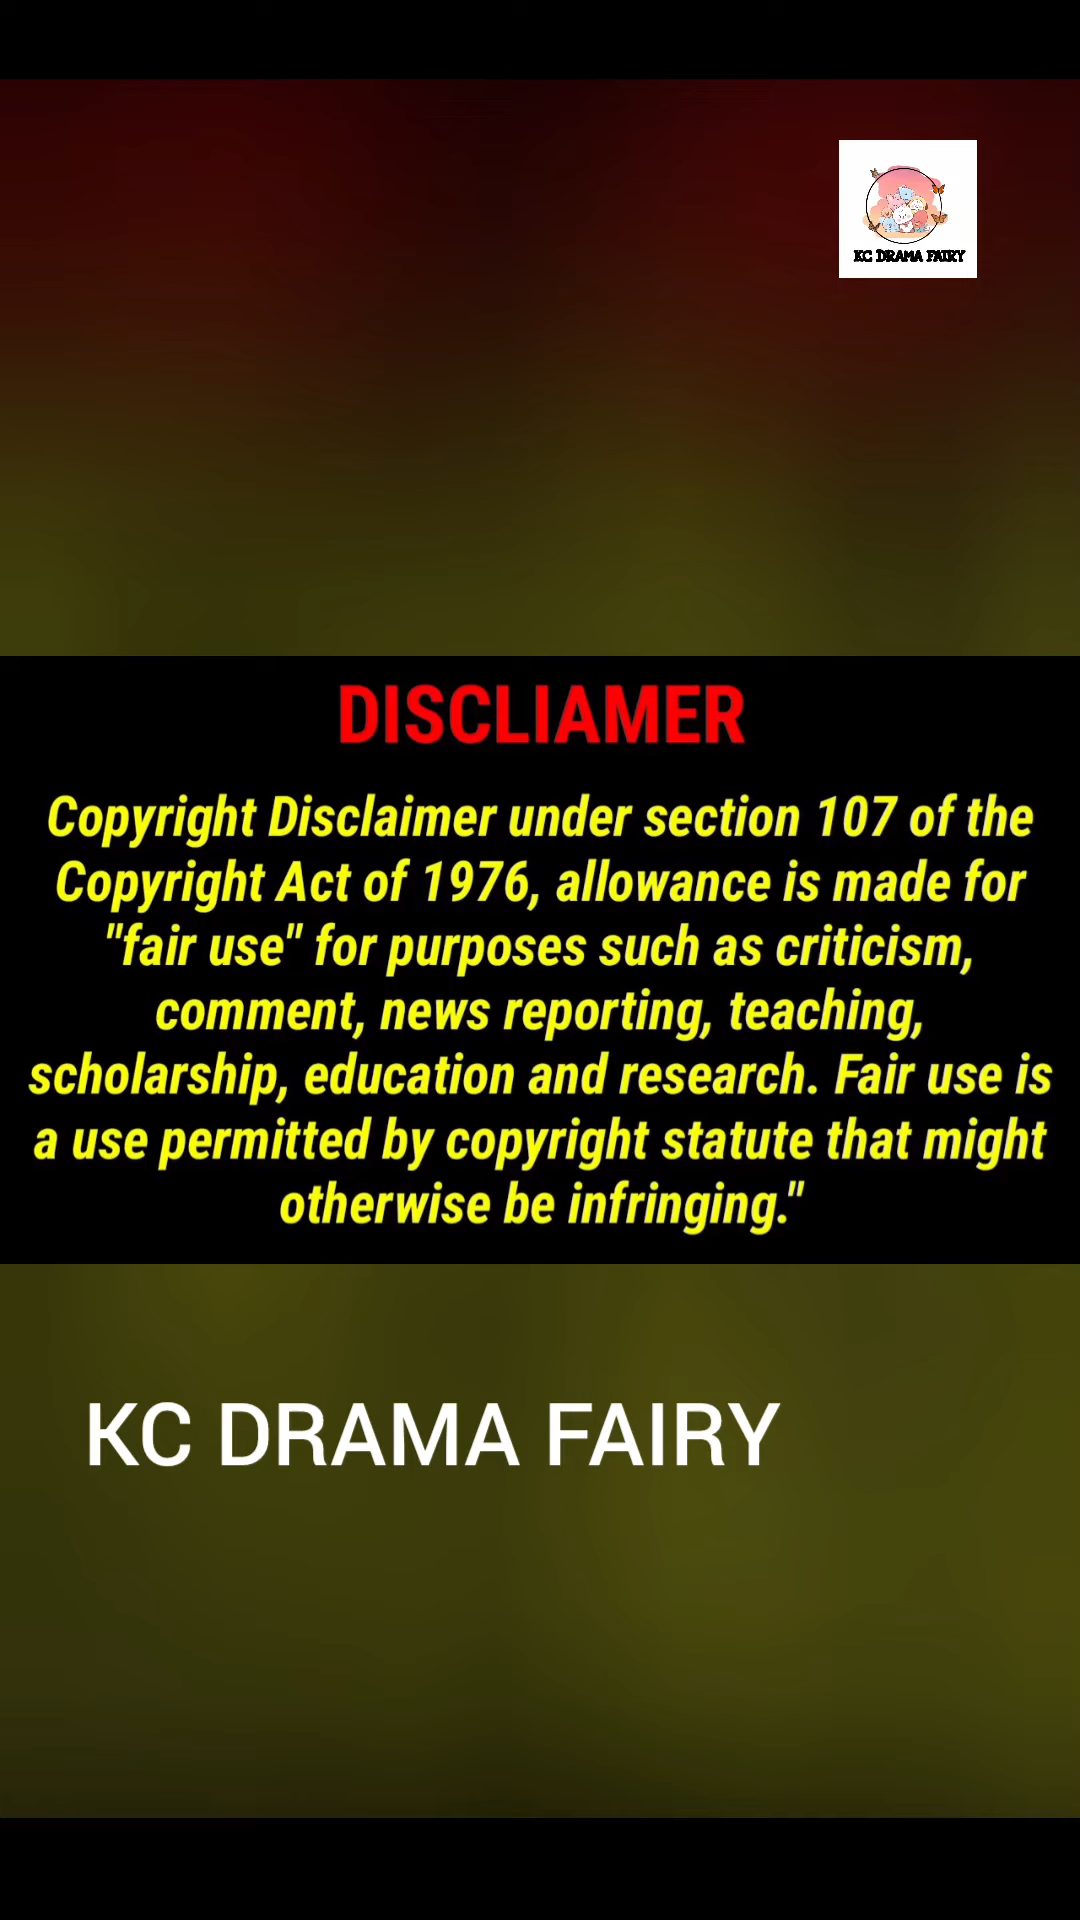 KC DRAMA FAIRY
DISCLIAMER
Copyright Disclaimer under section 107 of the
Copyright Act of 1976, allowance is made for
"fair use" for purposes such as criticism,
comment, news reporting, teaching,
scholarship, education and research. Fair use is
a use permitted by copyright statute that might
otherwise be infringing."
KC DRAMA FAIRY